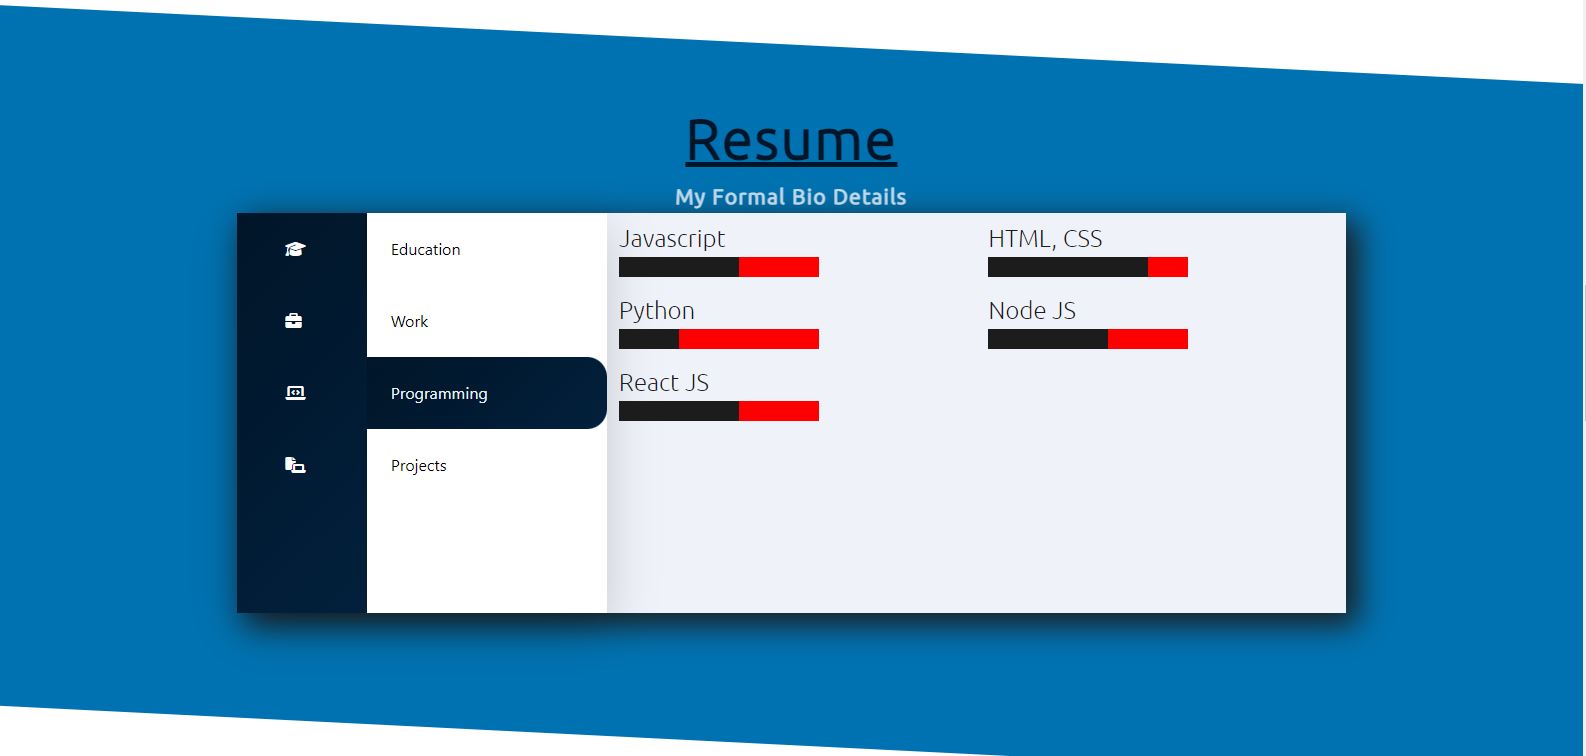 Resume
My Formal Bio Details
Education
Work
Programming
Projects
Javascript
HTML, CSS
Python
Node JS
React JS